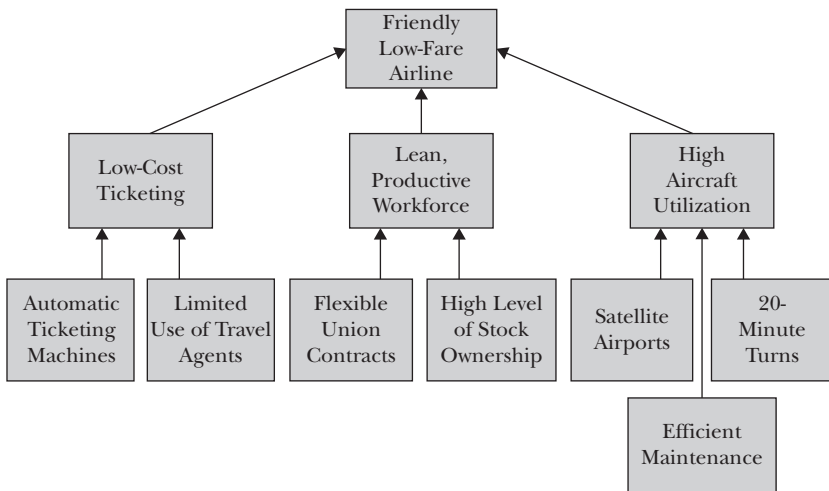 Friendly
Low-Fare
Airline
Low-Cost
Ticketing
Lean,
Productive
Workforce
High
Aircraft
Utilization
Automatic
Ticketing
Machines
Limited
Use of Travel
Agents
Flexible
Union
Contracts
High Level
of Stock
Ownership
Satellite
Airports
20-
Minute
Turns
Efficient
Maintenance